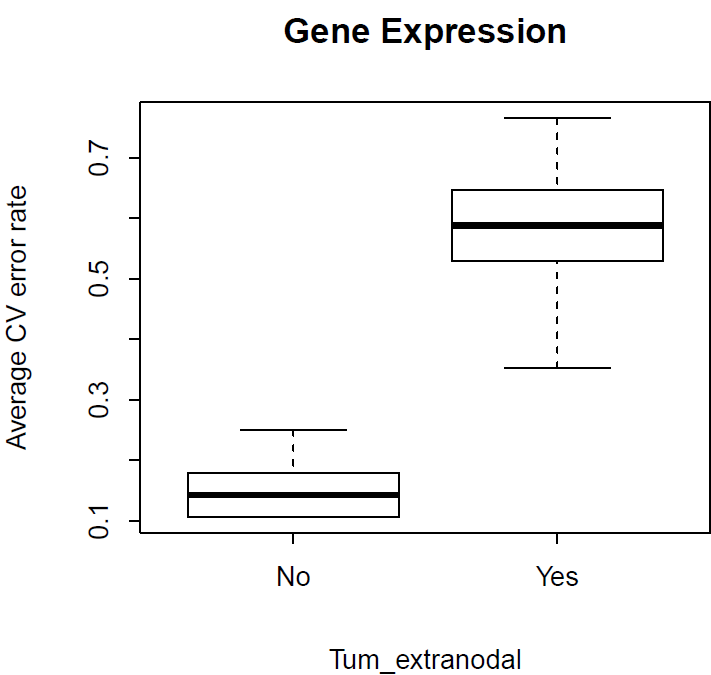 Gene Expression
Average CV error rate
0.7
0.5
0.3
0.1
No Yes
Tum_extranodal